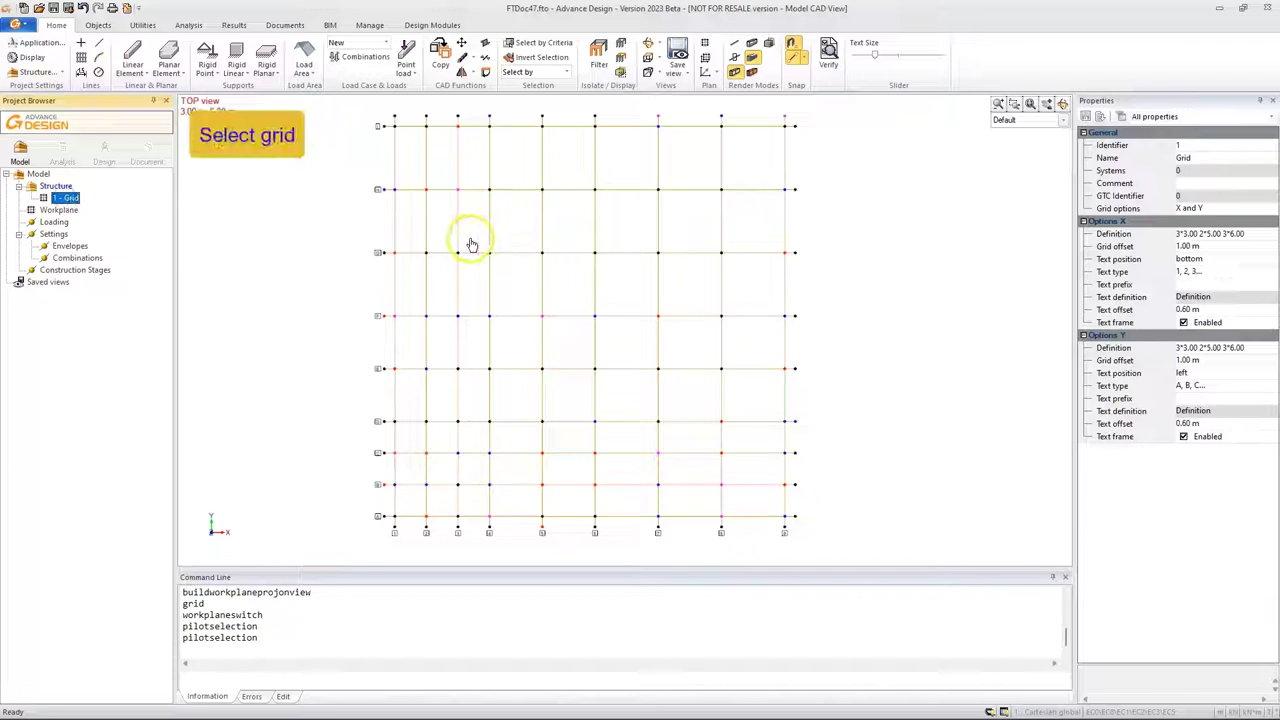 FTDoc47.fto - Advance Design - Version 2023 Beta - [NOT FOR RESALE version - Model CAD View]
Home Objects Utilities Analysis Results Documents BIM Manage Design Modules
Application...
Display
Structure...
Project Settings
Linear Element
Planar Element
Linear & Planar
Rigid Point
Rigid Linear
Rigid Planar
Supports
Load Area
Load Area
New
Combinations
Point load
Load Case & Loads
Copy
CAD Functions
Select by Criteria
Invert Selection
Select by
Selection
Filter
Isolate / Display
Save view
Views
Plan
Render Modes
Snap
Verify
Text Size
Slider
Project Browser
ADVANCE
DESIGN
Model Analysis Design Document
Model
Structure
1 - Grid
Workplane
Loading
Settings
Envelopes
Combinations
Construction Stages
Saved views
TOP view
Select grid
Default
Y
X
Properties
All properties
General
Identifier 1
Name Grid
Systems 0
Comment
GTC Identifier 0
Grid options X and Y
Options X
Definition 3*3.00 2*5.00 3*6.00
Grid offset 1.00 m
Text position bottom
Text type 1, 2, 3...
Text prefix
Text definition Definition
Text offset 0.60 m
Text frame Enabled
Options Y
Definition 3*3.00 2*5.00 3*6.00
Grid offset 1.00 m
Text position left
Text type A, B, C...
Text prefix
Text definition Definition
Text offset 0.60 m
Text frame Enabled
Command Line
buildworkplaneprojonview
grid
workplaneswitch
pilotselection
pilotselection
Information Errors Edit
Ready
1 - Cartesian global EC0/EC8/EC1/EC2/EC3/EC5